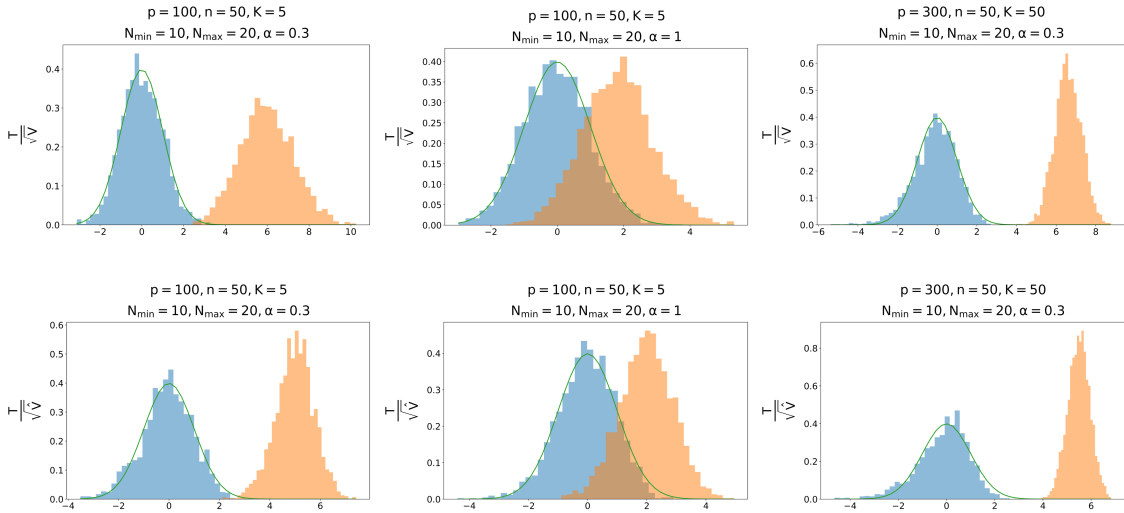 p = 100, n = 50, K = 5
N_min = 10, N_max = 20, α = 0.3
T/√V
0.4
0.3
0.2
0.1
0.0
−2 0 2 4 6 8 10
p = 100, n = 50, K = 5
N_min = 10, N_max = 20, α = 1
T/√V
0.40
0.35
0.30
0.25
0.20
0.15
0.10
0.05
0.00
−2 0 2 4
p = 300, n = 50, K = 50
N_min = 10, N_max = 20, α = 0.3
T/√V
0.6
0.5
0.4
0.3
0.2
0.1
0.0
−6 −4 −2 0 2 4 6 8
p = 100, n = 50, K = 5
N_min = 10, N_max = 20, α = 0.3
T/√V̂
0.6
0.5
0.4
0.3
0.2
0.1
0.0
−4 −2 0 2 4 6
p = 100, n = 50, K = 5
N_min = 10, N_max = 20, α = 1
T/√V̂
0.4
0.3
0.2
0.1
0.0
−4 −2 0 2 4
p = 300, n = 50, K = 50
N_min = 10, N_max = 20, α = 0.3
T/√V̂
0.8
0.6
0.4
0.2
0.0
−4 −2 0 2 4 6